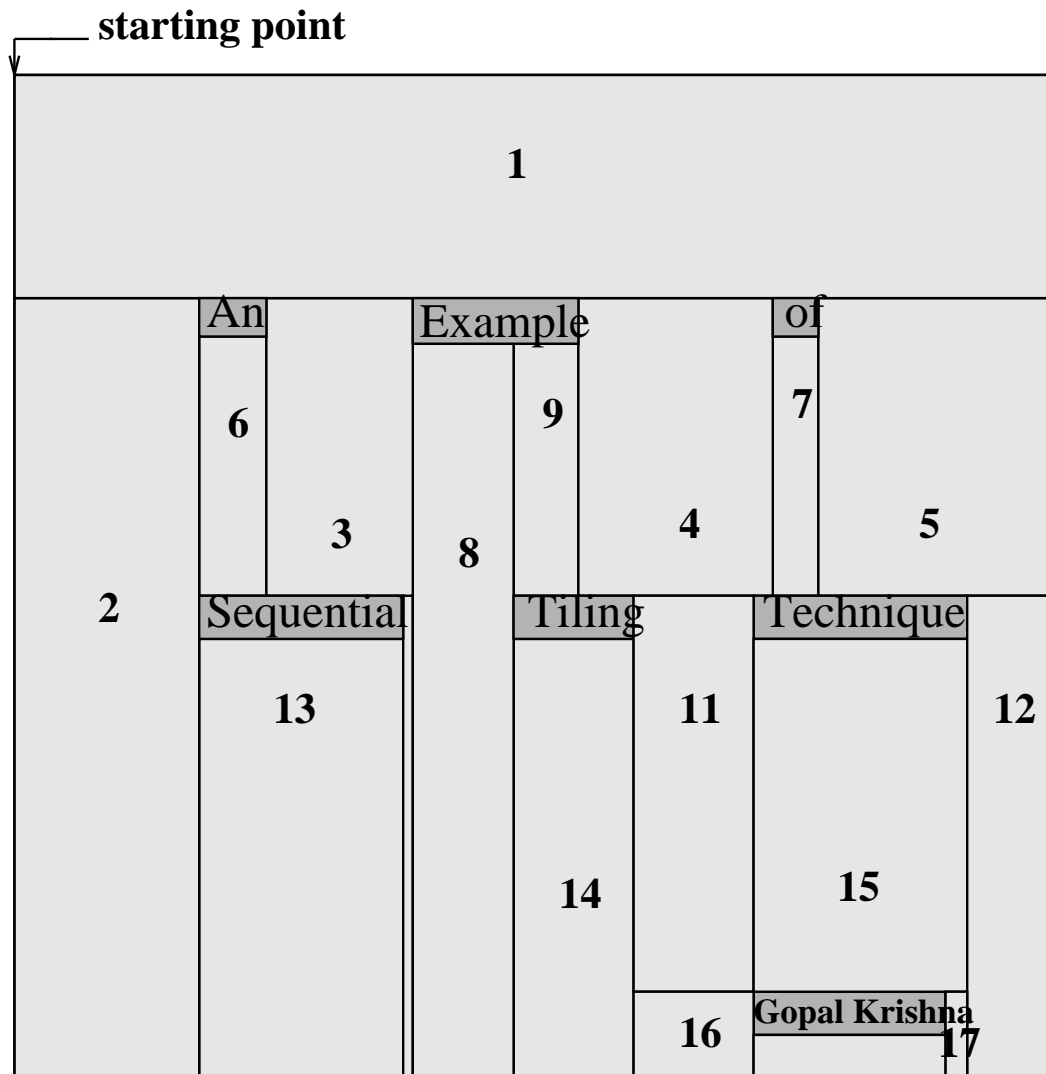 starting point
1
An Example of
6 9 7
3 8 4 5
2
Sequential Tiling Technique
13 11 12
14 15
16 Gopal Krishna 17